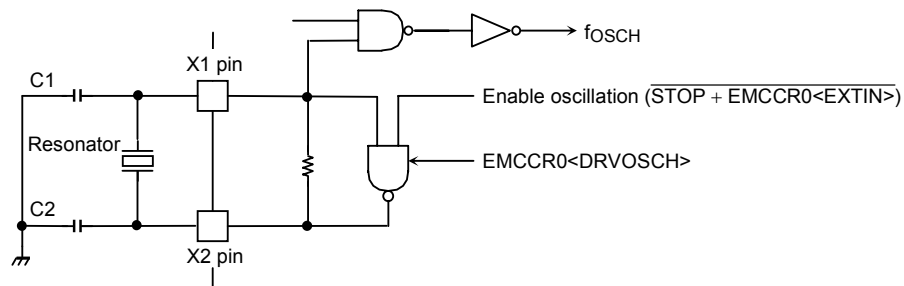 fOSCH
X1 pin
C1
Enable oscillation (STOP + EMCCR0<EXTIN>)
Resonator
EMCCR0<DRVOSCH>
C2
X2 pin